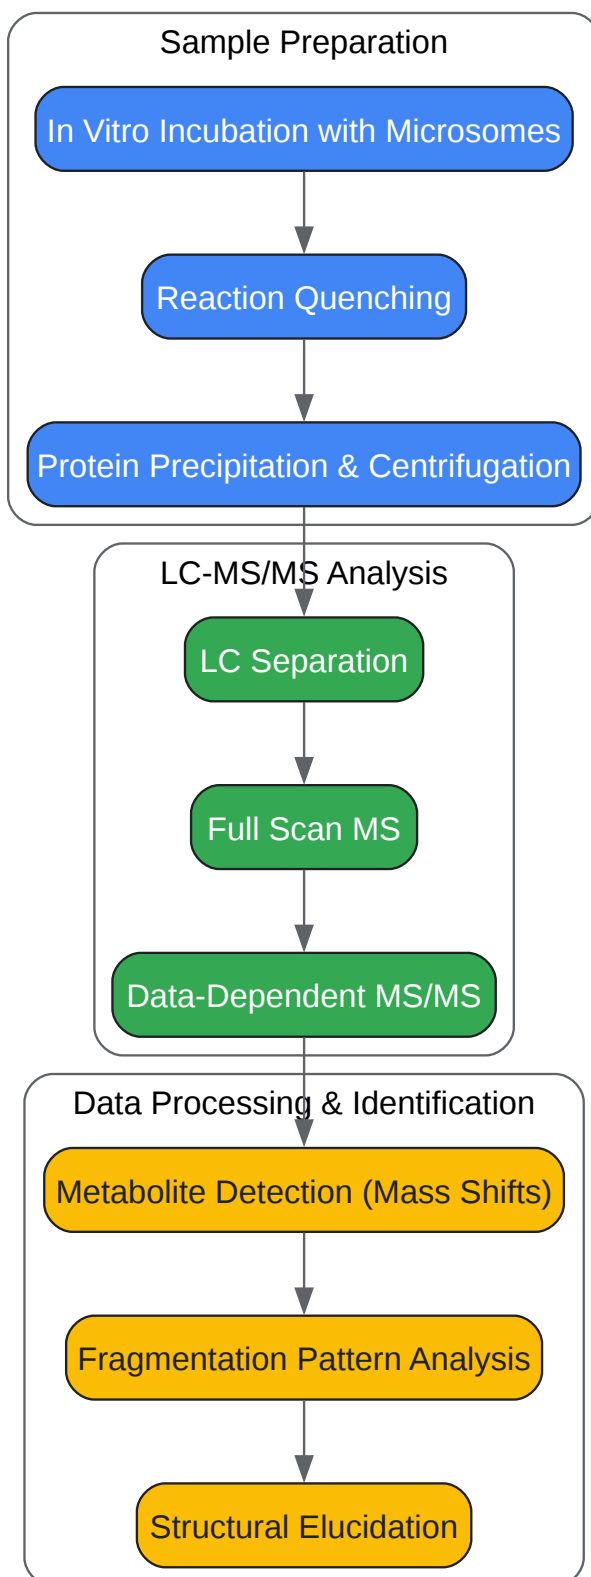 Sample Preparation
In Vitro Incubation with Microsomes
Reaction Quenching
Protein Precipitation & Centrifugation
LC-MS/MS Analysis
LC Separation
Full Scan MS
Data-Dependent MS/MS
Data Processing & Identification
Metabolite Detection (Mass Shifts)
Fragmentation Pattern Analysis
Structural Elucidation